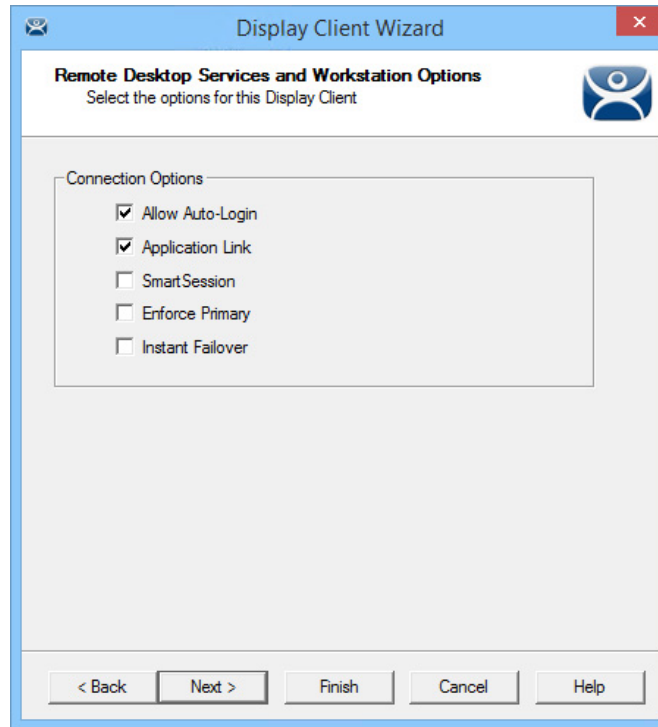 Display Client Wizard
Remote Desktop Services and Workstation Options
Select the options for this Display Client
Connection Options
Allow Auto-Login
Application Link
SmartSession
Enforce Primary
Instant Failover
< Back Next > Finish Cancel Help